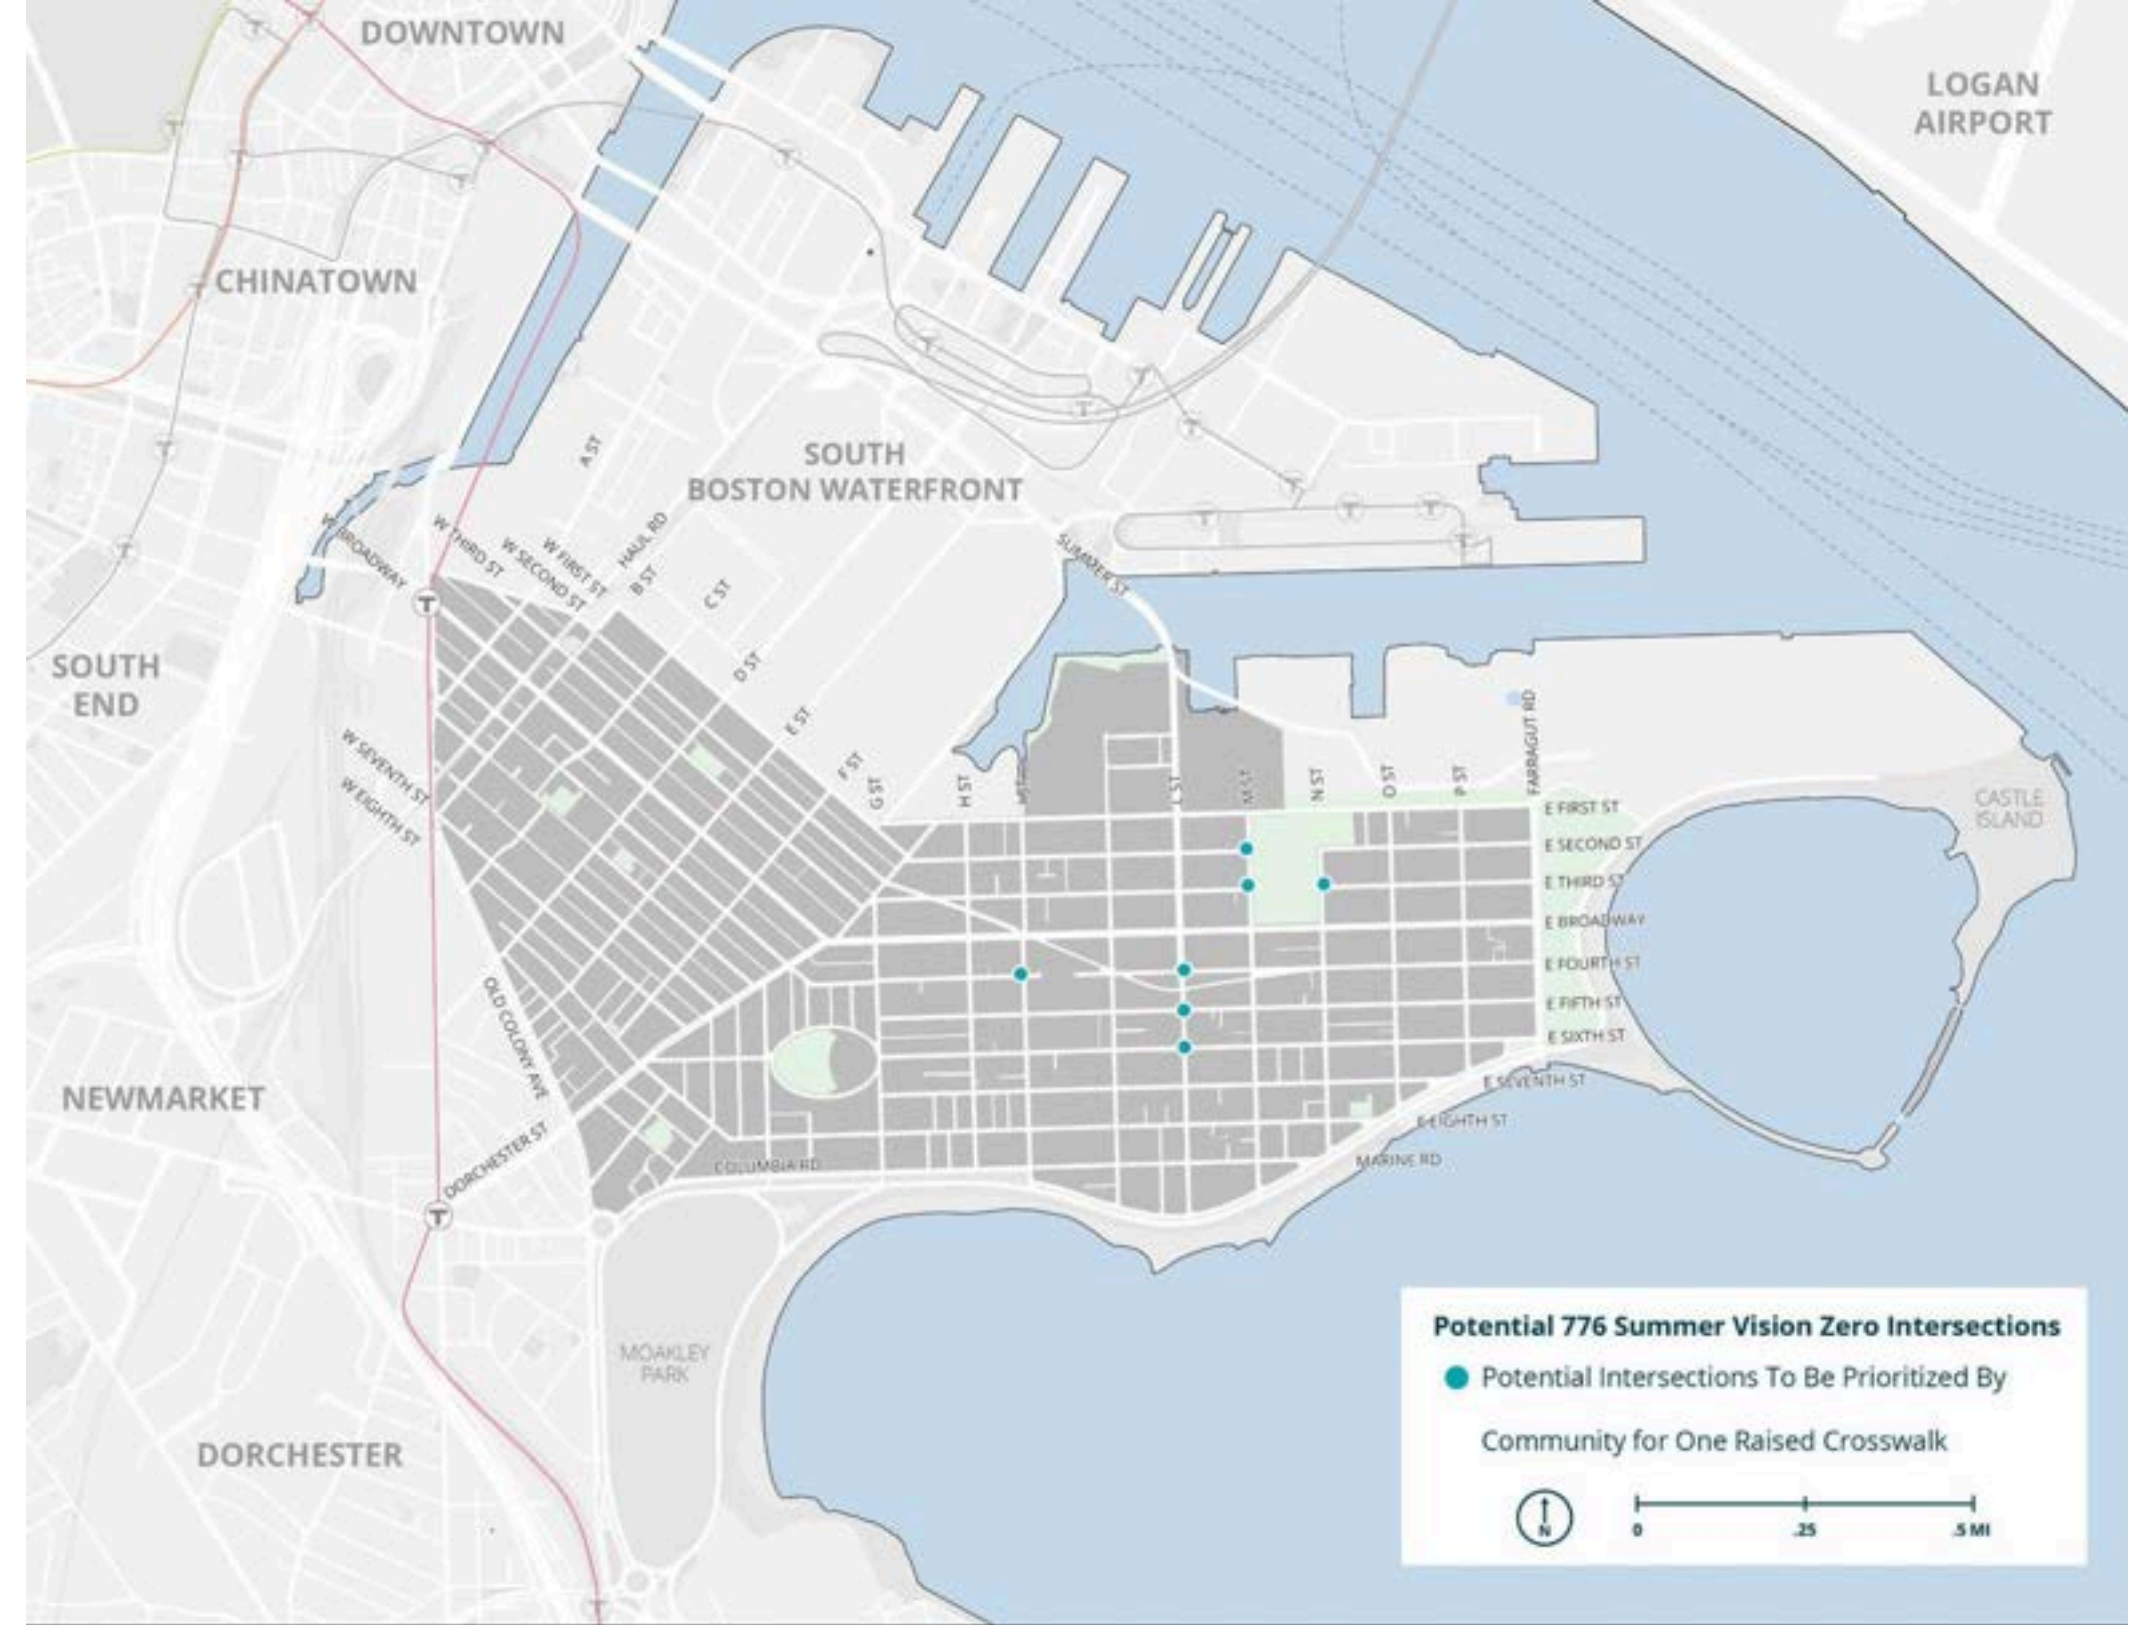 DOWNTOWN
LOGAN
AIRPORT
CHINATOWN
SOUTH
BOSTON WATERFRONT
A ST
HAUL RD
W BROADWAY
W THIRD ST
W SECOND ST
W FIRST ST
B ST
C ST
D ST
E ST
F ST
G ST
H ST
SUMMER ST
L ST
M ST
N ST
O ST
P ST
FARRAGUT RD
T
SOUTH
END
W SEVENTH ST
W EIGHTH ST
CASTLE
ISLAND
E FIRST ST
E SECOND ST
E THIRD ST
E BROADWAY
E FOURTH ST
E FIFTH ST
E SIXTH ST
E SEVENTH ST
E EIGHTH ST
MARINE RD
OLD COLONY AVE
NEWMARKET
DORCHESTER ST
COLUMBIA RD
T
MOAKLEY
PARK
DORCHESTER
Potential 776 Summer Vision Zero Intersections
Potential Intersections To Be Prioritized By
Community for One Raised Crosswalk
N
0 .25 .5 MI